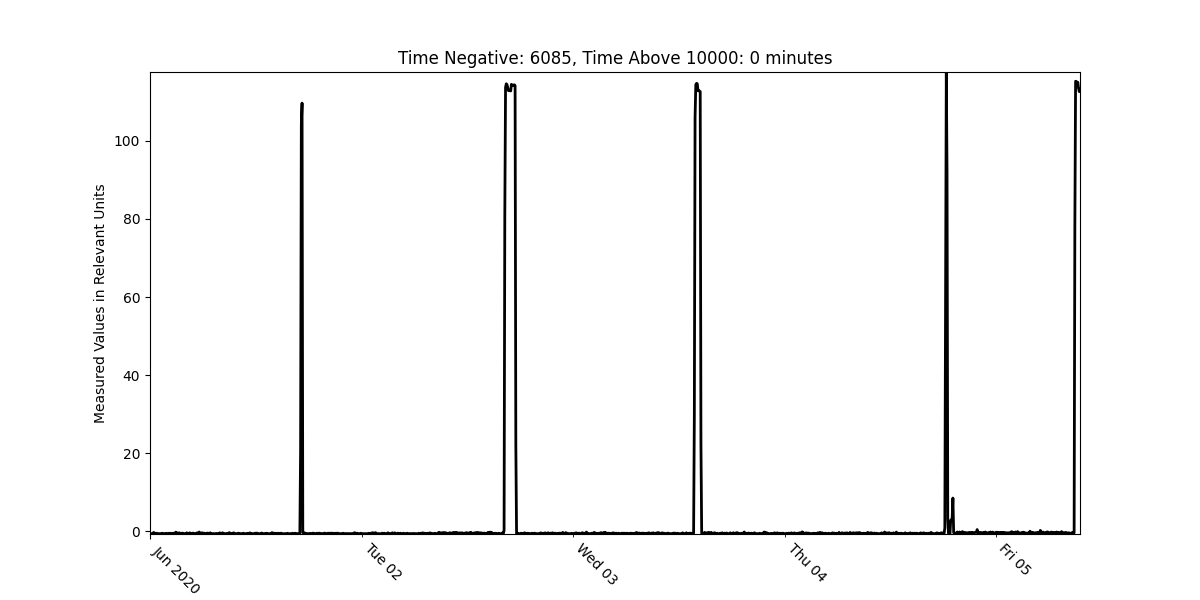 Time Negative: 6085, Time Above 10000: 0 minutes
Measured Values in Relevant Units
100
80
60
40
20
0
Jun 2020
Tue 02
Wed 03
Thu 04
Fri 05